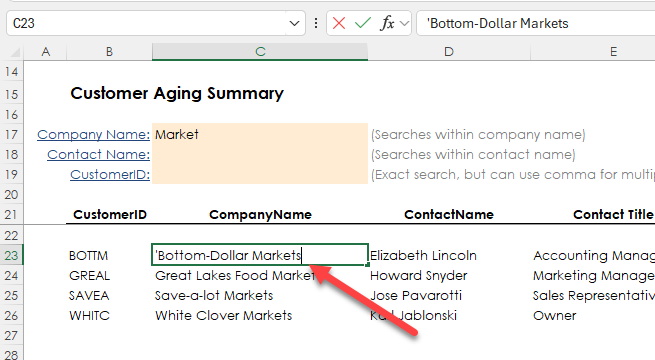 C23 fx 'Bottom-Dollar Markets
A B C D E
14
15 Customer Aging Summary
16
17 Company Name: Market (Searches within company name)
18 Contact Name: (Searches within contact name)
19 CustomerID: (Exact search, but can use comma for multip
20
21 CustomerID CompanyName ContactName Contact Title
22
23 BOTTM 'Bottom-Dollar Markets Elizabeth Lincoln Accounting Manag
24 GREAL Great Lakes Food Market Howard Snyder Marketing Manage
25 SAVEA Save-a-lot Markets Jose Pavarotti Sales Representativ
26 WHITC White Clover Markets Jablonski Owner
27
28